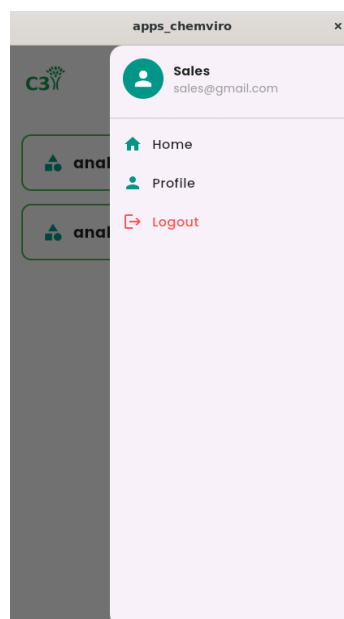 apps_chemviro
×
C3
Sales
sales@gmail.com
anal
anal
Home
Profile
Logout